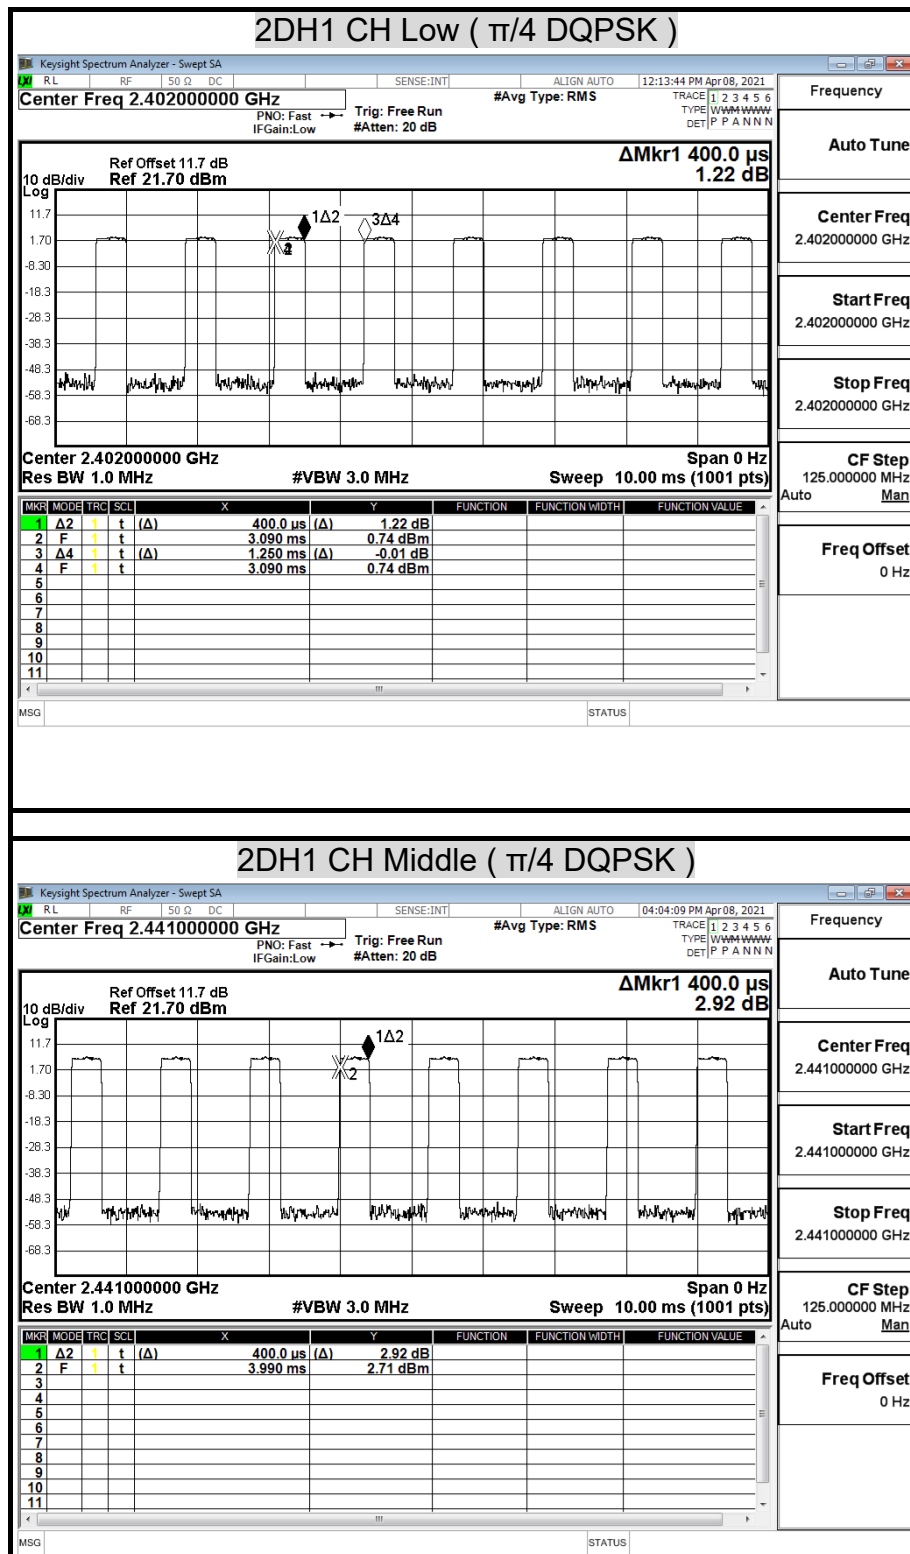 2DH1 CH Low ( π/4 DQPSK )
Keysight Spectrum Analyzer - Swept SA
LXI RL RF 50 Ω DC SENSE:INT ALIGN AUTO 12:13:44 PM Apr 08, 2021
Center Freq 2.402000000 GHz #Avg Type: RMS TRACE 1 2 3 4 5 6
PNO: Fast Trig: Free Run TYPE WWMWWWW
IFGain:Low #Atten: 20 dB DET P P A N N N
Frequency
Ref Offset 11.7 dB ΔMkr1 400.0 µs
10 dB/div Ref 21.70 dBm 1.22 dB
Log
11.7
1.70
-8.30
-18.3
-28.3
-38.3
-48.3
-58.3
-68.3
1Δ2
3Δ4
Center 2.402000000 GHz Span 0 Hz
Res BW 1.0 MHz #VBW 3.0 MHz Sweep 10.00 ms (1001 pts)
MKR MODE TRC SCL X Y FUNCTION FUNCTION WIDTH FUNCTION VALUE
1 Δ2 1 t (Δ) 400.0 µs (Δ) 1.22 dB
2 F 1 t 3.090 ms 0.74 dBm
3 Δ4 1 t (Δ) 1.250 ms (Δ) -0.01 dB
4 F 1 t 3.090 ms 0.74 dBm
5
6
7
8
9
10
11
MSG STATUS
Auto Tune
Center Freq
2.402000000 GHz
Start Freq
2.402000000 GHz
Stop Freq
2.402000000 GHz
CF Step
125.000000 MHz
Auto Man
Freq Offset
0 Hz
2DH1 CH Middle ( π/4 DQPSK )
Keysight Spectrum Analyzer - Swept SA
LXI RL RF 50 Ω DC SENSE:INT ALIGN AUTO 04:04:09 PM Apr 08, 2021
Center Freq 2.441000000 GHz #Avg Type: RMS TRACE 1 2 3 4 5 6
PNO: Fast Trig: Free Run TYPE WWMWWWW
IFGain:Low #Atten: 20 dB DET P P A N N N
Frequency
Ref Offset 11.7 dB ΔMkr1 400.0 µs
10 dB/div Ref 21.70 dBm 2.92 dB
Log
11.7
1.70
-8.30
-18.3
-28.3
-38.3
-48.3
-58.3
-68.3
1Δ2
2
Center 2.441000000 GHz Span 0 Hz
Res BW 1.0 MHz #VBW 3.0 MHz Sweep 10.00 ms (1001 pts)
MKR MODE TRC SCL X Y FUNCTION FUNCTION WIDTH FUNCTION VALUE
1 Δ2 1 t (Δ) 400.0 µs (Δ) 2.92 dB
2 F 1 t 3.990 ms 2.71 dBm
3
4
5
6
7
8
9
10
11
MSG STATUS
Auto Tune
Center Freq
2.441000000 GHz
Start Freq
2.441000000 GHz
Stop Freq
2.441000000 GHz
CF Step
125.000000 MHz
Auto Man
Freq Offset
0 Hz